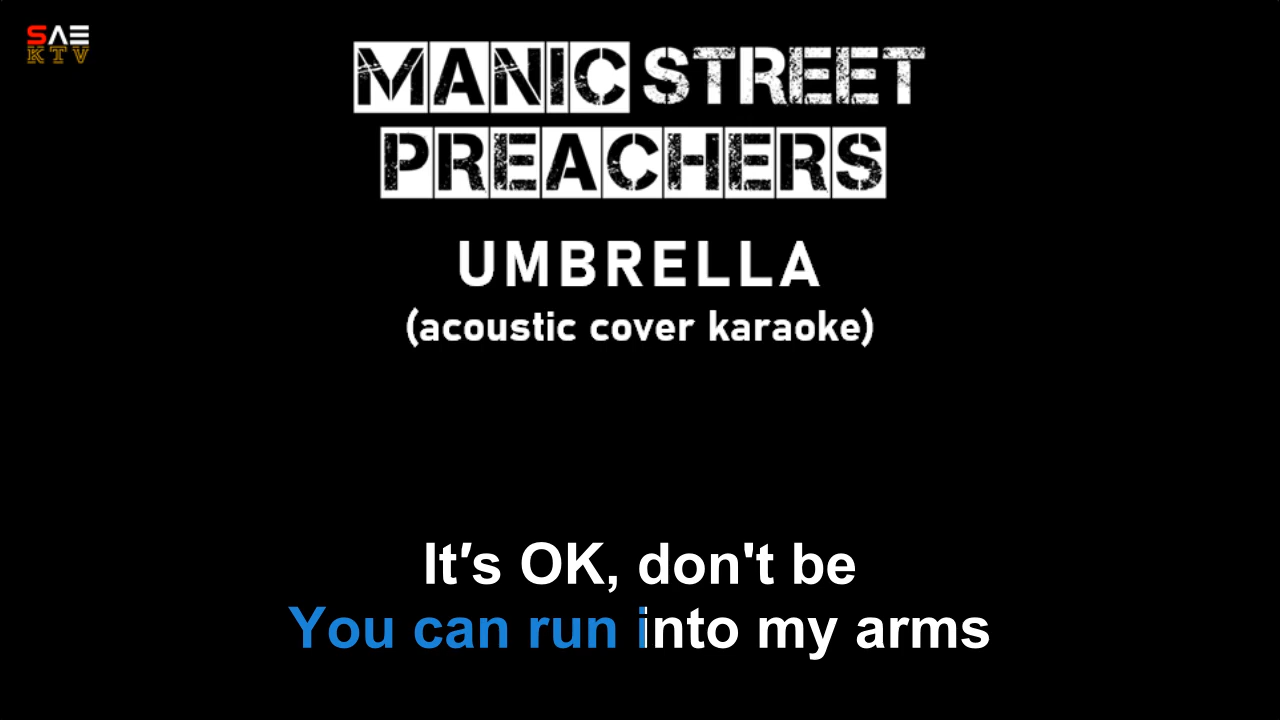 SAE
KTV
MANIC STREET
PREACHERS
UMBRELLA
(acoustic cover karaoke)
It′s OK, don't be
You can run into my arms